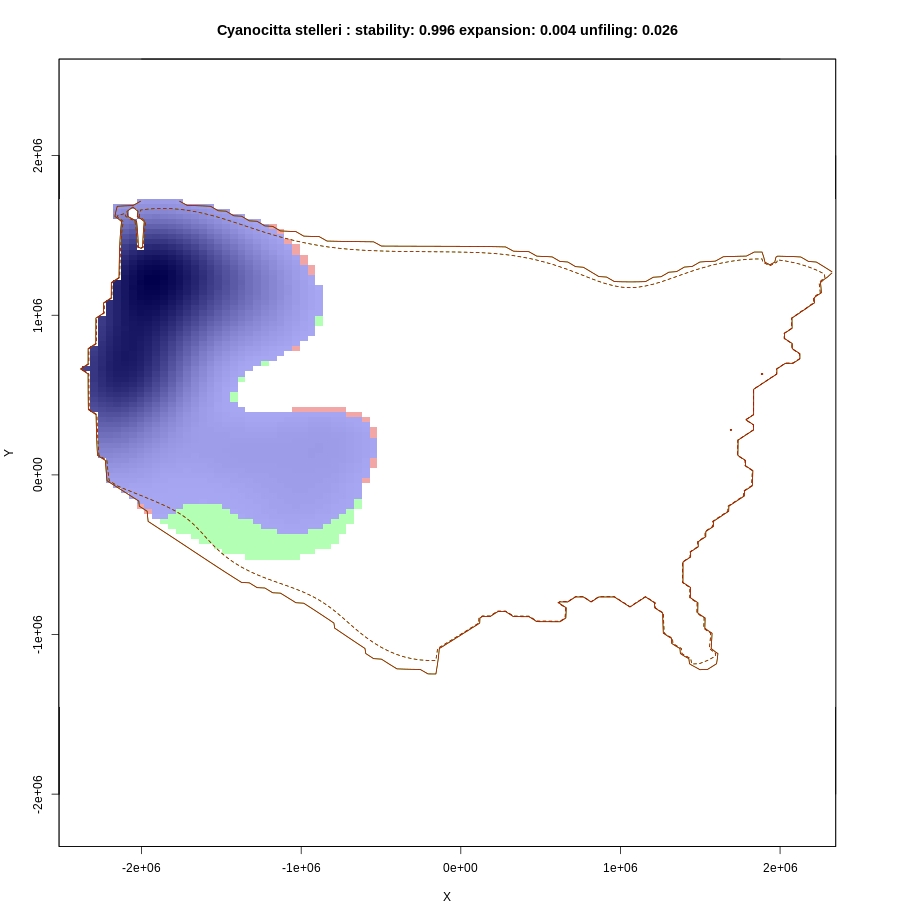 Cyanocitta stelleri : stability: 0.996 expansion: 0.004 unfiling: 0.026
2e+06
1e+06
0e+00
-1e+06
-2e+06
Y
-2e+06 -1e+06 0e+00 1e+06 2e+06
X